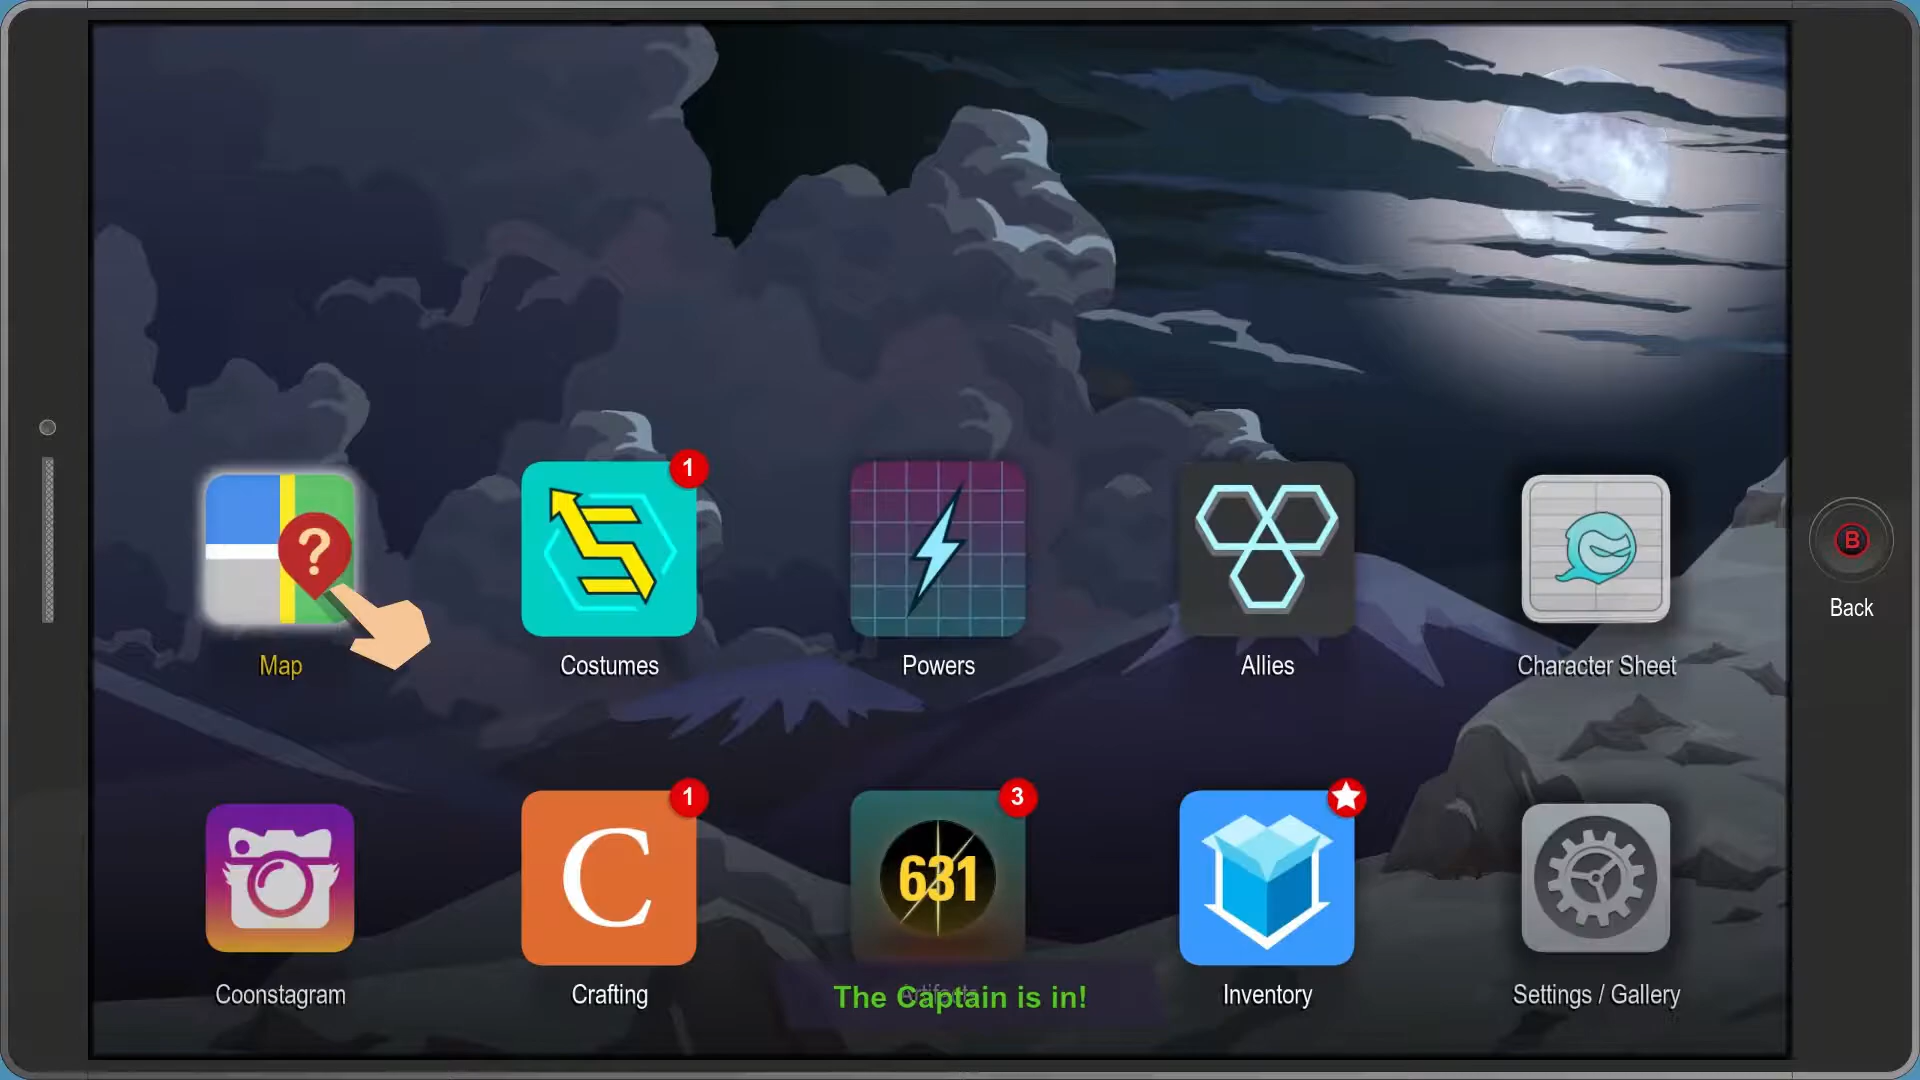 1
?
B
Back
Map
Costumes
Powers
Allies
Character Sheet
1
3
C
631
Coonstagram
Crafting
Artifacts
The Captain is in!
Inventory
Settings / Gallery